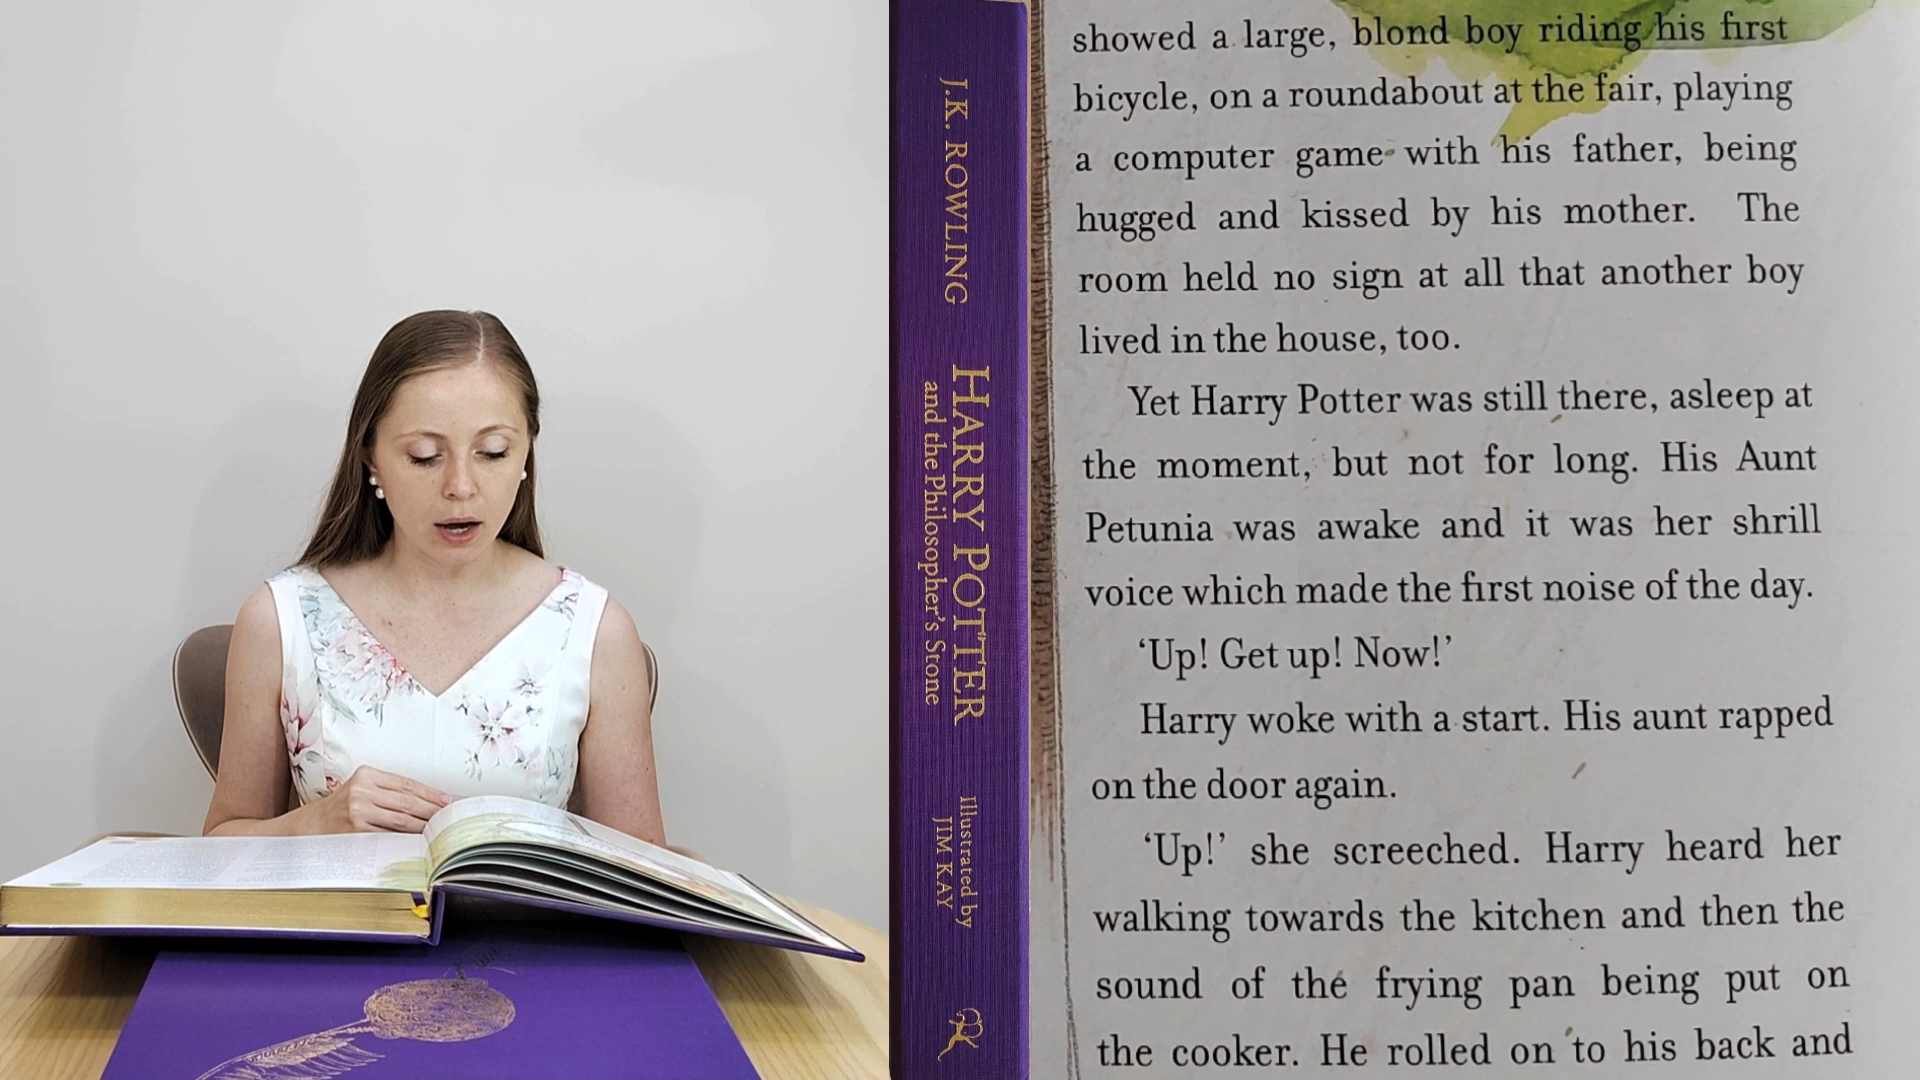 J.K. ROWLING
HARRY POTTER
and the Philosopher's Stone
Illustrated by
JIM KAY
showed a large, blond boy riding his first
bicycle, on a roundabout at the fair, playing
a computer game with his father, being
hugged and kissed by his mother. The
room held no sign at all that another boy
lived in the house, too.
Yet Harry Potter was still there, asleep at
the moment, but not for long. His Aunt
Petunia was awake and it was her shrill
voice which made the first noise of the day.
‘Up! Get up! Now!’
Harry woke with a start. His aunt rapped
on the door again.
‘Up!’ she screeched. Harry heard her
walking towards the kitchen and then the
sound of the frying pan being put on
the cooker. He rolled on to his back and